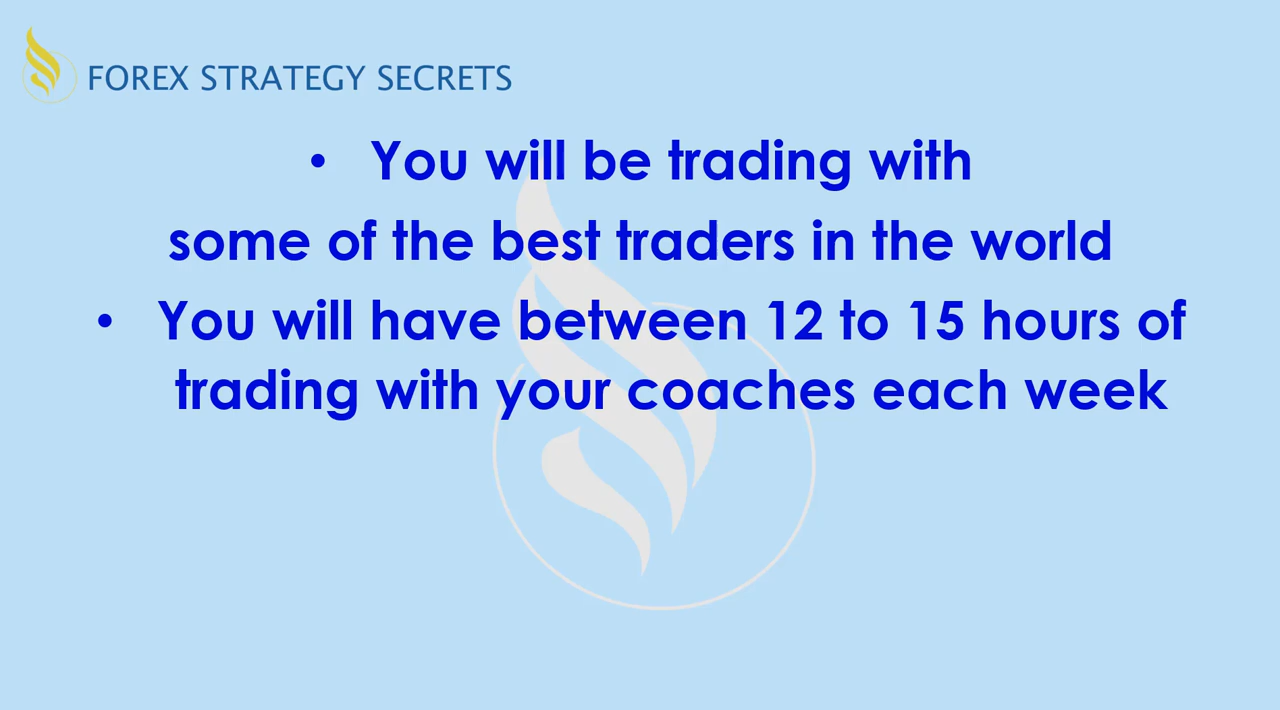 FOREX STRATEGY SECRETS
• You will be trading with
some of the best traders in the world
• You will have between 12 to 15 hours of
trading with your coaches each week